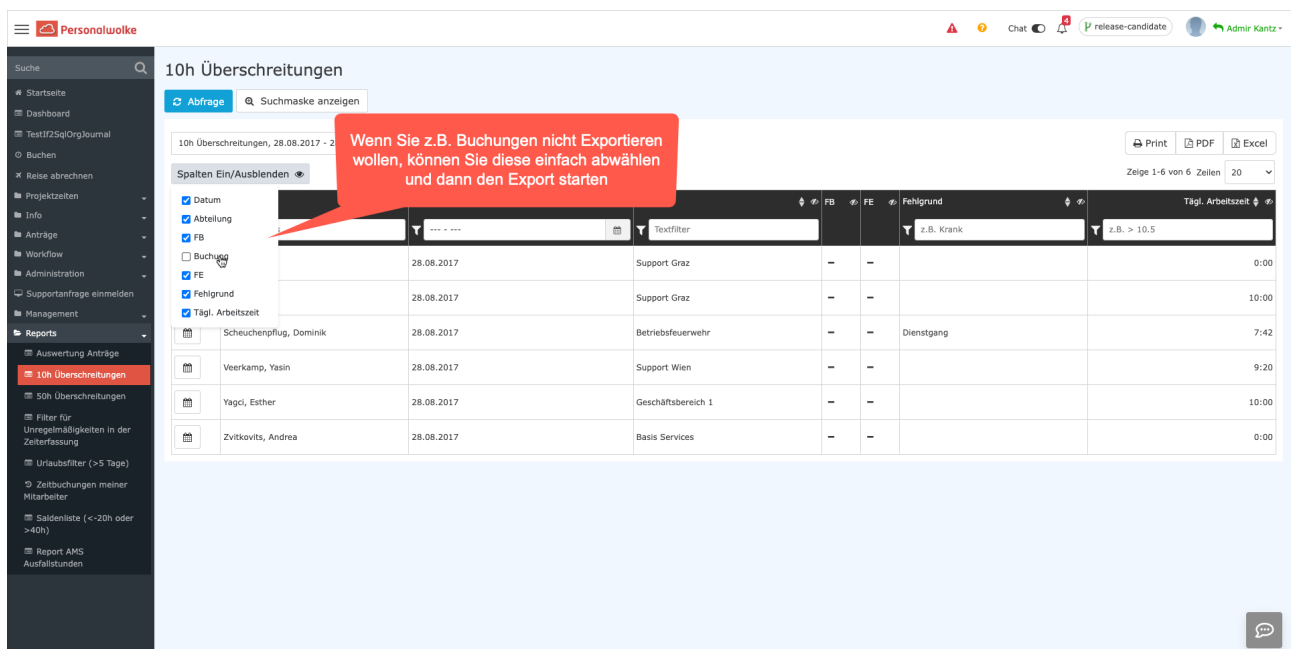 Personalwolke
Chat
4
release-candidate
Admir Kantz
Suche
Startseite
Dashboard
TestIf2SqlOrgJournal
Buchen
Reise abrechnen
Projektzeiten
Info
Anträge
Workflow
Administration
Supportanfrage einmelden
Management
Reports
Auswertung Anträge
10h Überschreitungen
50h Überschreitungen
Filter für
Unregelmäßigkeiten in der
Zeiterfassung
Urlaubsfilter (>5 Tage)
Zeitbuchungen meiner
Mitarbeiter
Saldenliste (<-20h oder
>40h)
Report AMS
Ausfallstunden
10h Überschreitungen
Abfrage
Suchmaske anzeigen
10h Überschreitungen, 28.08.2017 - 2
Wenn Sie z.B. Buchungen nicht Exportieren
wollen, können Sie diese einfach abwählen
und dann den Export starten
Print
PDF
Excel
Spalten Ein/Ausblenden
Zeige 1-6 von 6 Zeilen 20
Datum
Abteilung
FB
Buchung
FE
Fehlgrund
Tägl. Arbeitszeit
FB FE Fehlgrund Tägl. Arbeitszeit
--- - --- Textfilter z.B. Krank z.B. > 10.5
28.08.2017 Support Graz – – 0:00
28.08.2017 Support Graz – – 10:00
Scheuchenpflug, Dominik 28.08.2017 Betriebsfeuerwehr – – Dienstgang 7:42
Veerkamp, Yasin 28.08.2017 Support Wien – – 9:20
Yagci, Esther 28.08.2017 Geschäftsbereich 1 – – 10:00
Zvitkovits, Andrea 28.08.2017 Basis Services – – 0:00